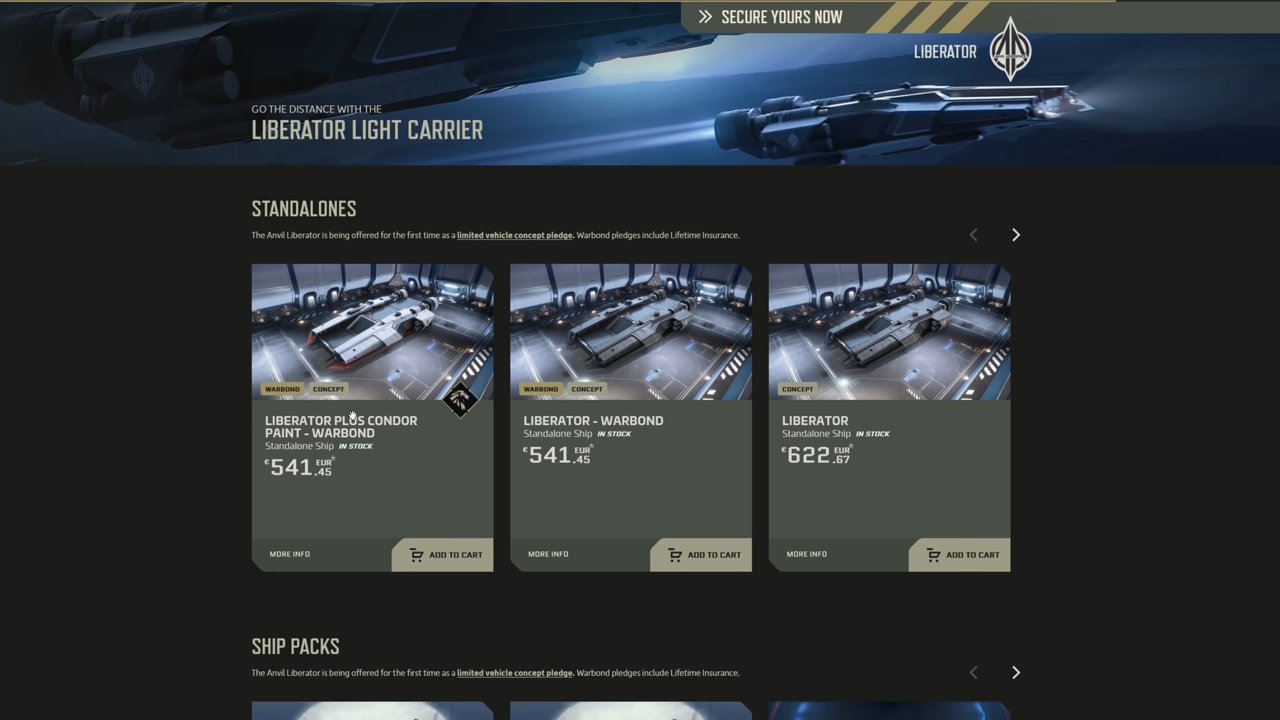 SECURE YOURS NOW
LIBERATOR
GO THE DISTANCE WITH THE
LIBERATOR LIGHT CARRIER
STANDALONES
The Anvil Liberator is being offered for the first time as a limited vehicle concept pledge. Warbond pledges include Lifetime Insurance.
WARBOND CONCEPT
LIBERATOR PLUS CONDOR
PAINT - WARBOND
Standalone Ship IN STOCK
€541.45 EUR*
MORE INFO
ADD TO CART
WARBOND CONCEPT
LIBERATOR - WARBOND
Standalone Ship IN STOCK
€541.45 EUR*
MORE INFO
ADD TO CART
CONCEPT
LIBERATOR
Standalone Ship IN STOCK
€622.67 EUR*
MORE INFO
ADD TO CART
SHIP PACKS
The Anvil Liberator is being offered for the first time as a limited vehicle concept pledge. Warbond pledges include Lifetime Insurance.